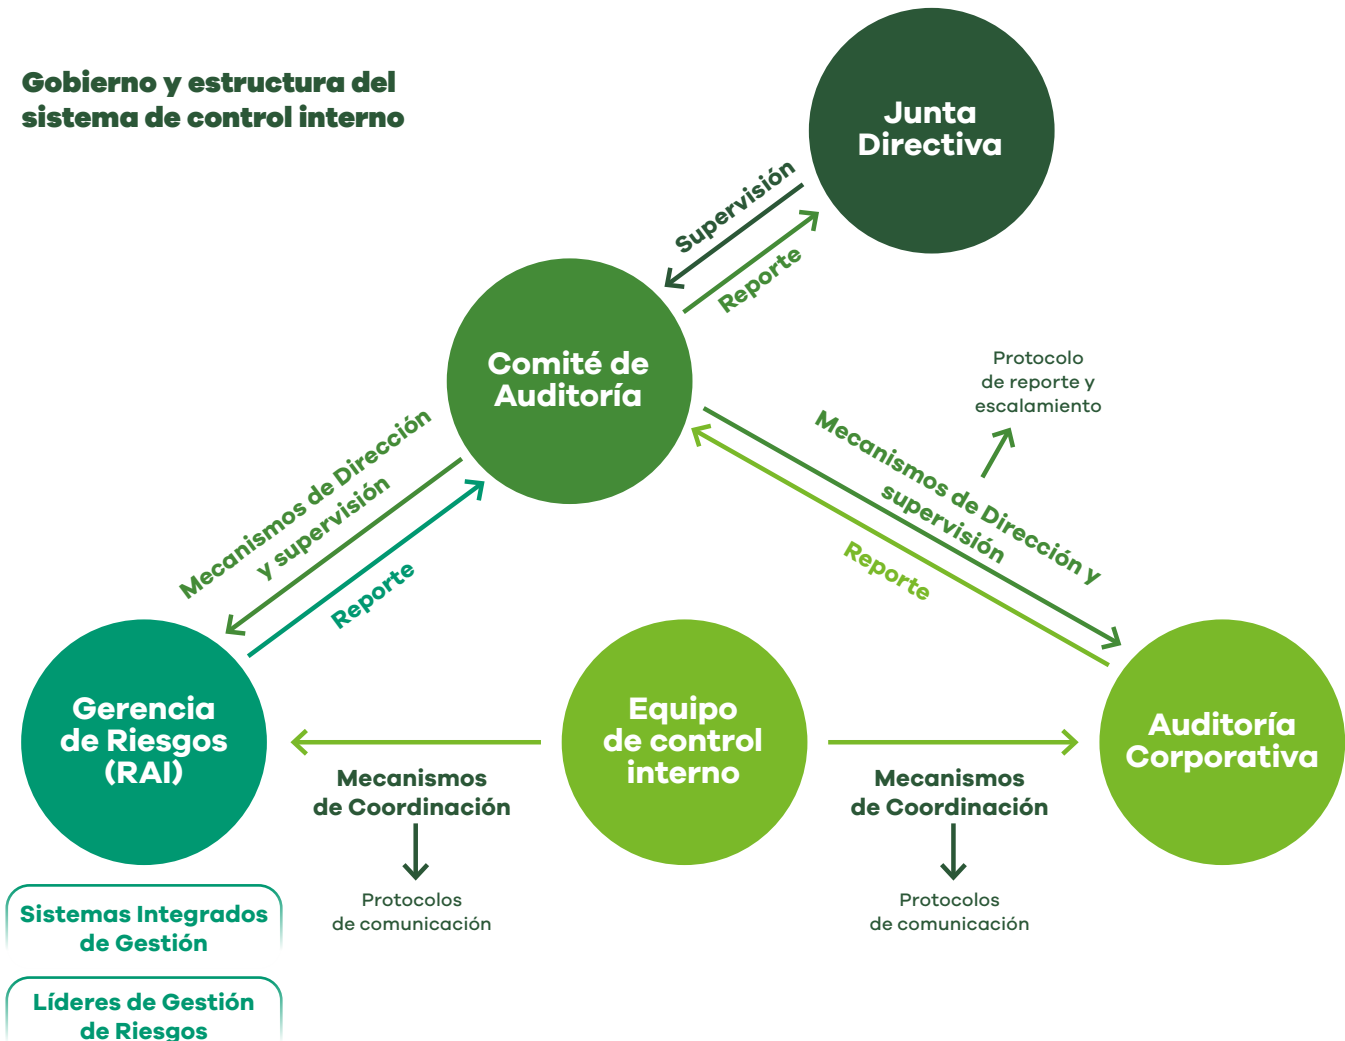 Gobierno y estructura del
sistema de control interno
Junta
Directiva
Supervisión
Reporte
Comité de
Auditoría
Protocolo
de reporte y
escalamiento
Mecanismos de Dirección
y supervisión
Reporte
Mecanismos de Dirección y
supervisión
Reporte
Gerencia
de Riesgos
(RAI)
Equipo
de control
interno
Auditoría
Corporativa
Mecanismos
de Coordinación
Mecanismos
de Coordinación
Protocolos
de comunicación
Protocolos
de comunicación
Sistemas Integrados
de Gestión
Líderes de Gestión
de Riesgos